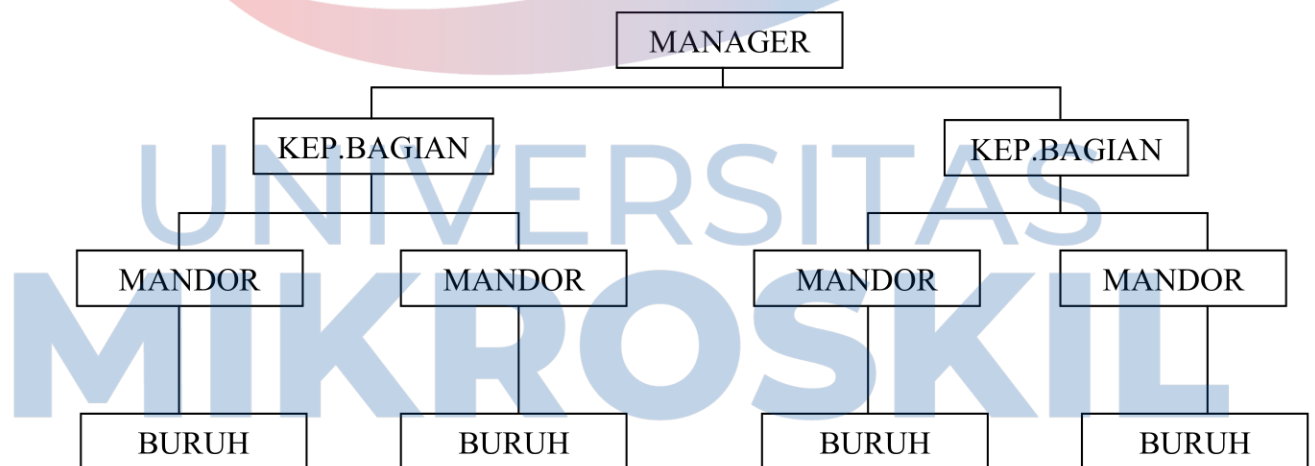 MANAGER
KEP.BAGIAN
KEP.BAGIAN
UNIVERSITAS
MANDOR
MANDOR
MANDOR
MANDOR
MIKROSKIL
BURUH
BURUH
BURUH
BURUH